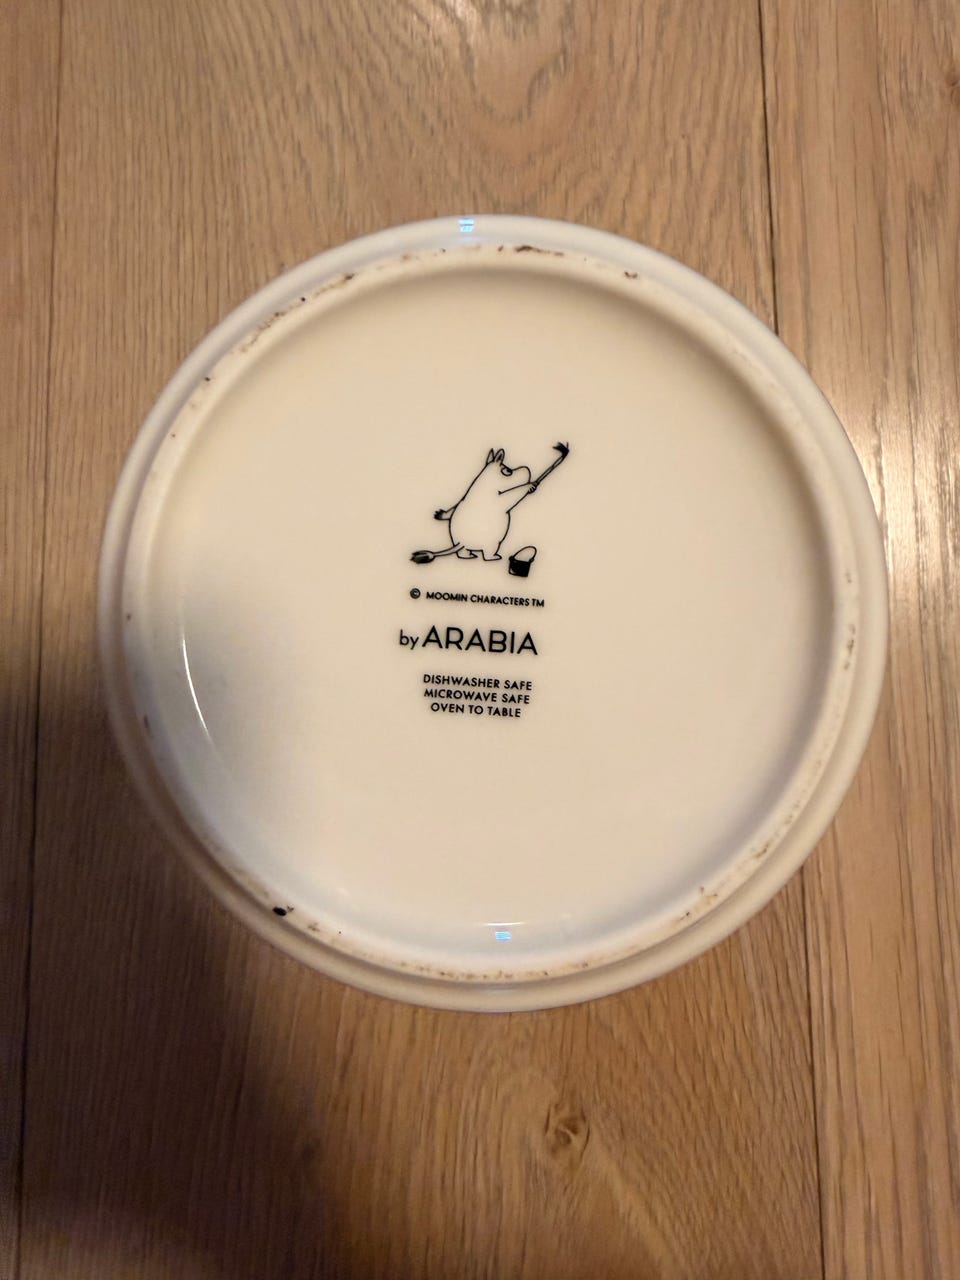 © MOOMIN CHARACTERS TM
by ARABIA
DISHWASHER SAFE
MICROWAVE SAFE
OVEN TO TABLE